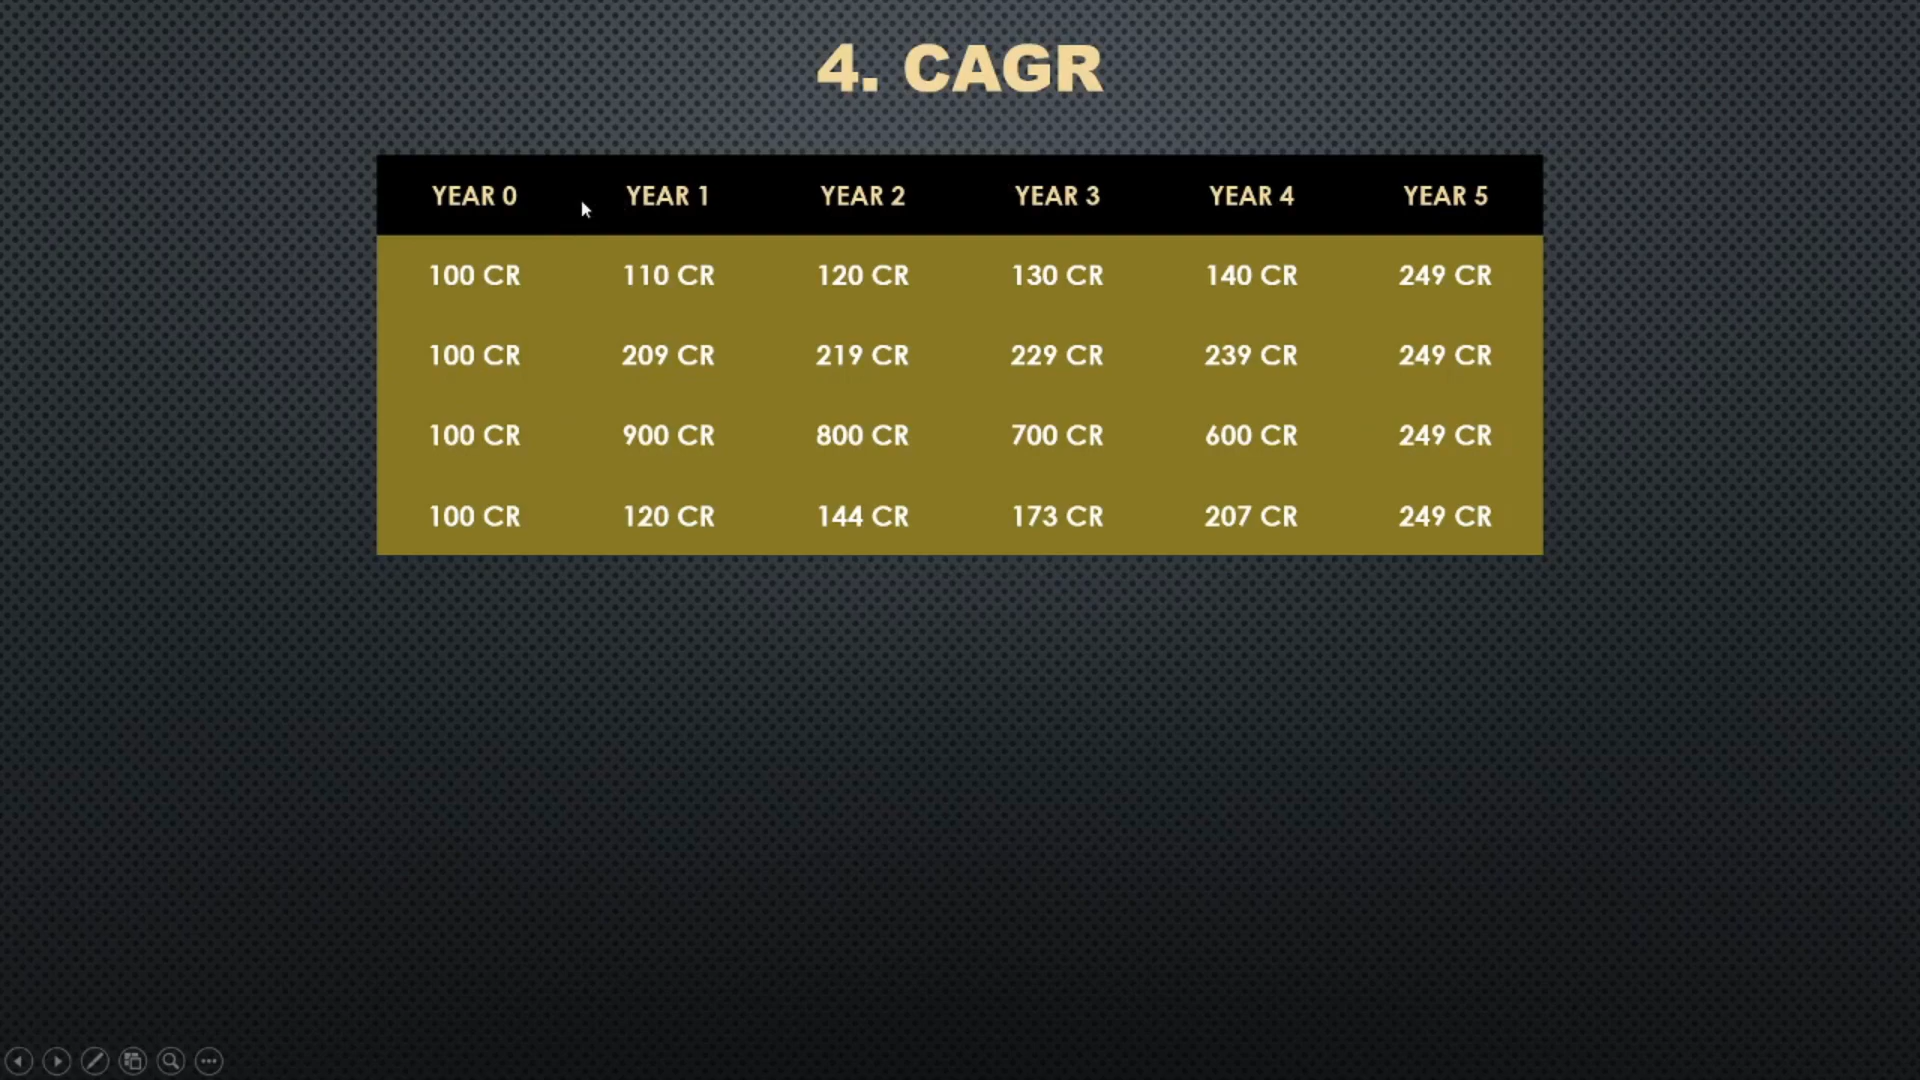 4. CAGR
YEAR 0 YEAR 1 YEAR 2 YEAR 3 YEAR 4 YEAR 5
100 CR 110 CR 120 CR 130 CR 140 CR 249 CR
100 CR 209 CR 219 CR 229 CR 239 CR 249 CR
100 CR 900 CR 800 CR 700 CR 600 CR 249 CR
100 CR 120 CR 144 CR 173 CR 207 CR 249 CR